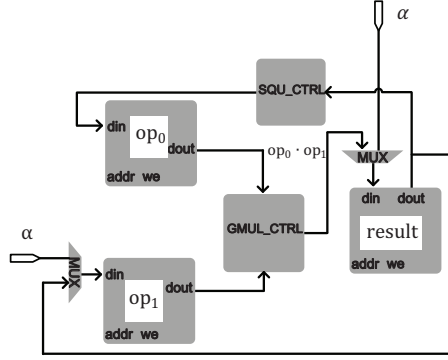 α
SQU_CTRL
din
op₀
dout
addr we
op₀ · op₁
MUX
din dout
result
addr we
GMUL_CTRL
α
MUX
din
op₁
dout
addr we